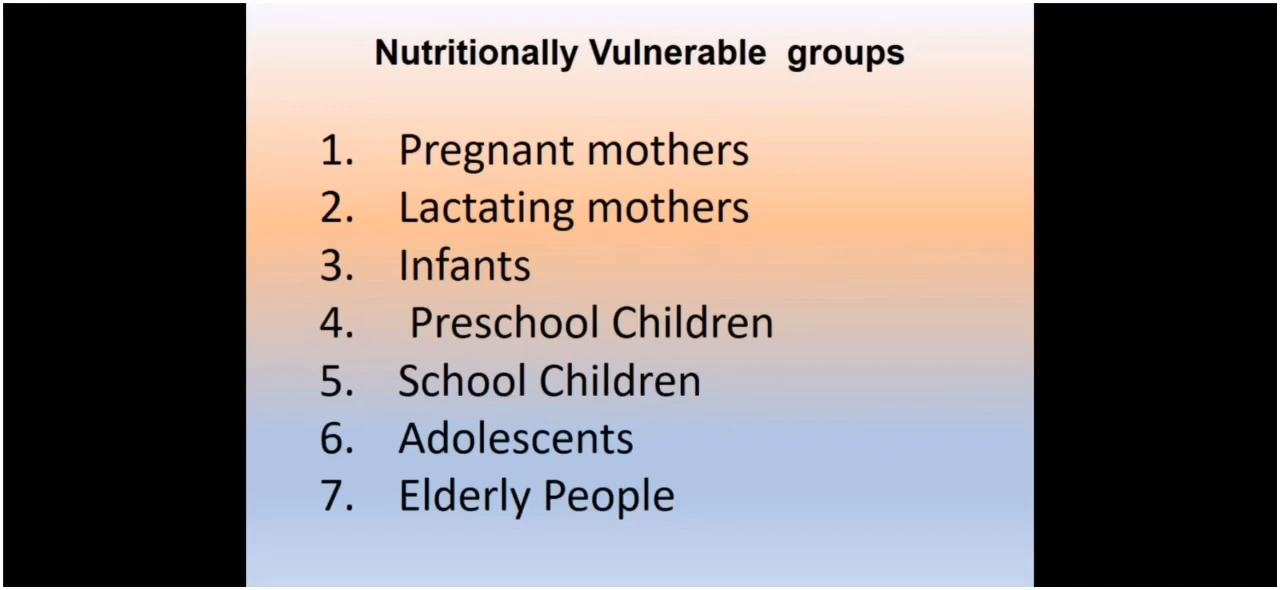 Nutritionally Vulnerable groups
1. Pregnant mothers
2. Lactating mothers
3. Infants
4. Preschool Children
5. School Children
6. Adolescents
7. Elderly People